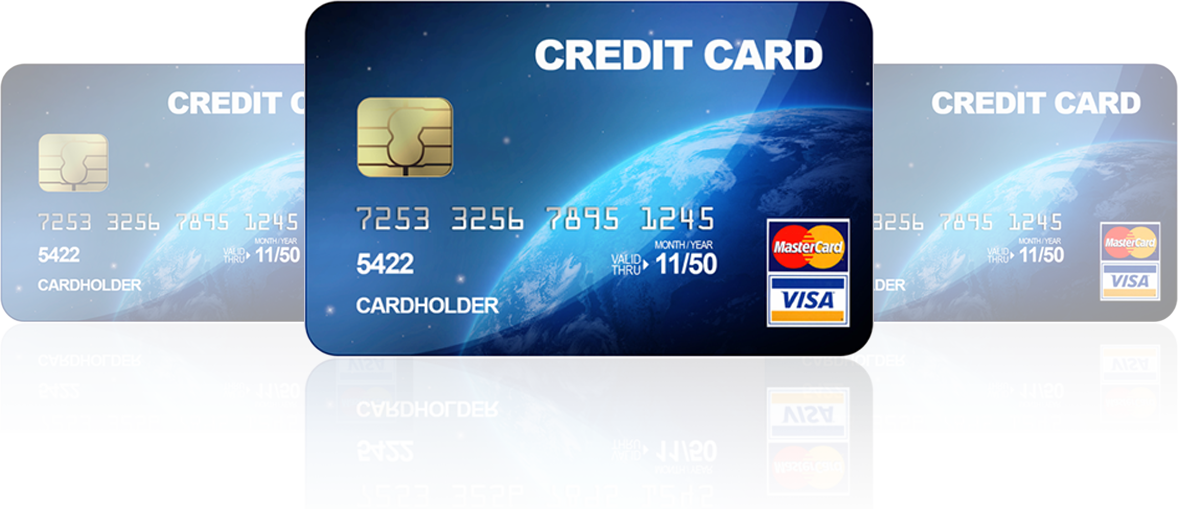 CREDIT CARD
7253 3256 7895 1245
5422
MONTH/YEAR
VALID THRU 11/50
CARDHOLDER
MasterCard
VISA
CREDIT C
7253 3256 7895 1245
5422
MONTH/YEAR
VALID THRU 11/50
CARDHOLDER
CREDIT CARD
3256 7895 1245
MONTH/YEAR
VALID THRU 11/50
DER
MasterCard
VISA